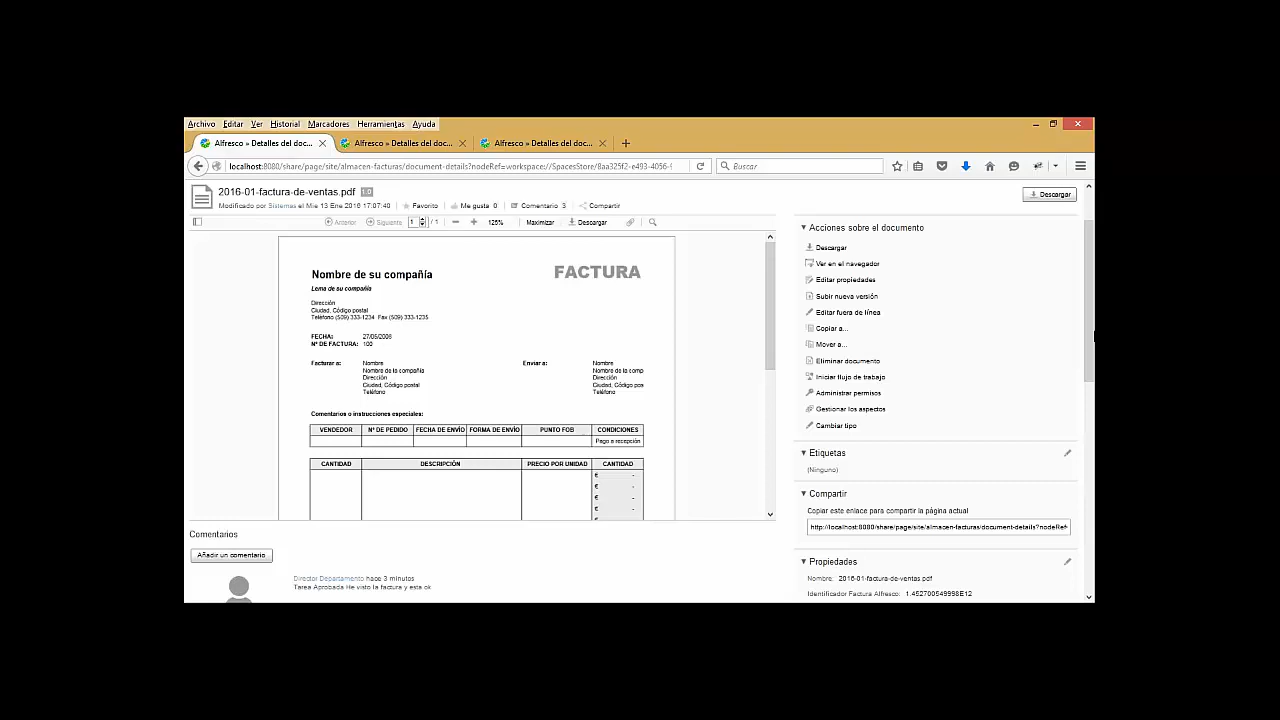 Archivo Editar Ver Historial Marcadores Herramientas Ayuda
Alfresco » Detalles del doc... Alfresco » Detalles del doc... Alfresco » Detalles del doc...
localhost:8080/share/page/site/almacen-facturas/document-details?nodeRef=workspace://SpacesStore/8aa325f2-e493-4056-9 Buscar
2016-01-factura-de-ventas.pdf 1.0
Modificado por Sistemas el Mie 13 Ene 2016 17:07:40 Favorito Me gusta 0 Comentario 3 Compartir
Descargar
Anterior Siguiente 1 / 1 125% Maximizar Descargar
Nombre de su compañía FACTURA
Lema de su compañía
Dirección
Ciudad, Código postal
Teléfono (509) 333-1234 Fax (509) 333-1235
FECHA: 27/05/2008
Nº DE FACTURA: 100
Facturar a: Nombre Enviar a: Nombre
Nombre de la compañía Nombre de la comp
Dirección Dirección
Ciudad, Código postal Ciudad, Código pos
Teléfono Teléfono
Comentarios o instrucciones especiales:
VENDEDOR Nº DE PEDIDO FECHA DE ENVÍO FORMA DE ENVÍO PUNTO FOB CONDICIONES
Pago a recepción
CANTIDAD DESCRIPCIÓN PRECIO POR UNIDAD CANTIDAD
€ -
€ -
€ -
€ -
€
Comentarios
Añadir un comentario
Director Departamento hace 3 minutos
Tarea Aprobada He visto la factura y esta ok
Acciones sobre el documento
Descargar
Ver en el navegador
Editar propiedades
Subir nueva versión
Editar fuera de línea
Copiar a...
Mover a...
Eliminar documento
Iniciar flujo de trabajo
Administrar permisos
Gestionar los aspectos
Cambiar tipo
Etiquetas
(Ninguno)
Compartir
Copiar este enlace para compartir la página actual
http://localhost:8080/share/page/site/almacen-facturas/document-details?nodeRef
Propiedades
Nombre: 2016-01-factura-de-ventas.pdf
Identificador Factura Alfresco: 1.452700549998E12